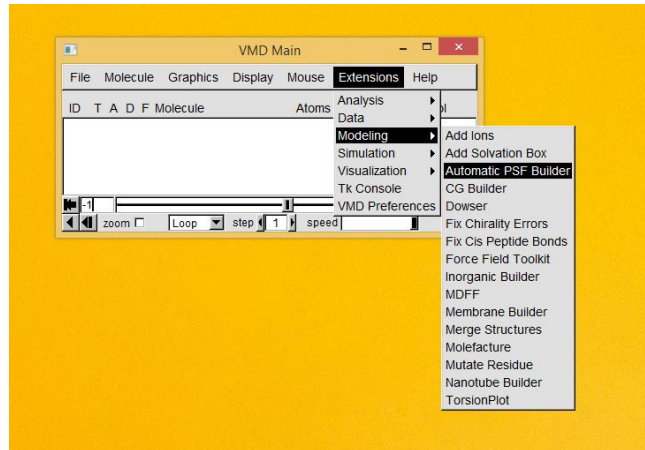 VMD Main
File Molecule Graphics Display Mouse Extensions Help
ID T A D F Molecule Atoms ol
Analysis
Data
Modeling
Simulation
Visualization
Tk Console
VMD Preferences
Add Ions
Add Solvation Box
Automatic PSF Builder
CG Builder
Dowser
Fix Chirality Errors
Fix Cis Peptide Bonds
Force Field Toolkit
Inorganic Builder
MDFF
Membrane Builder
Merge Structures
Molefacture
Mutate Residue
Nanotube Builder
TorsionPlot
-1
zoom Loop step 1 speed